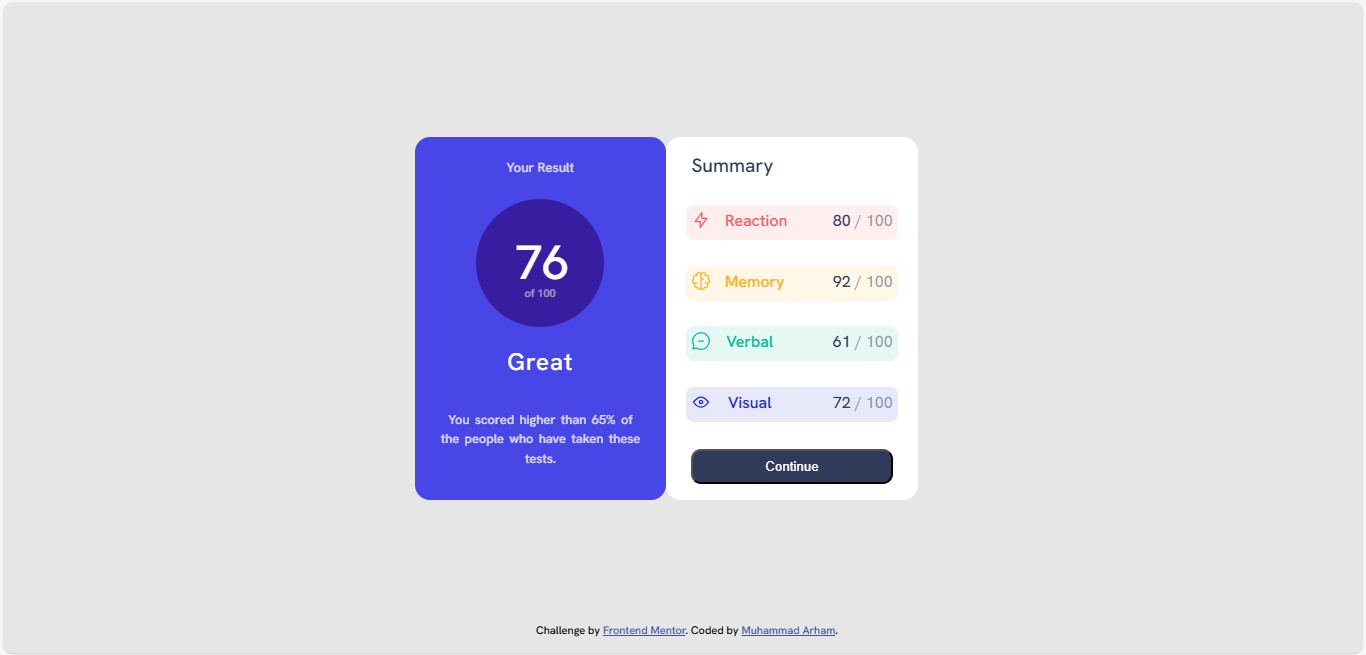 Your Result
76
of 100
Great
You scored higher than 65% of
the people who have taken these
tests.
Summary
Reaction 80 / 100
Memory 92 / 100
Verbal 61 / 100
Visual 72 / 100
Continue
Challenge by Frontend Mentor. Coded by Muhammad Arham.